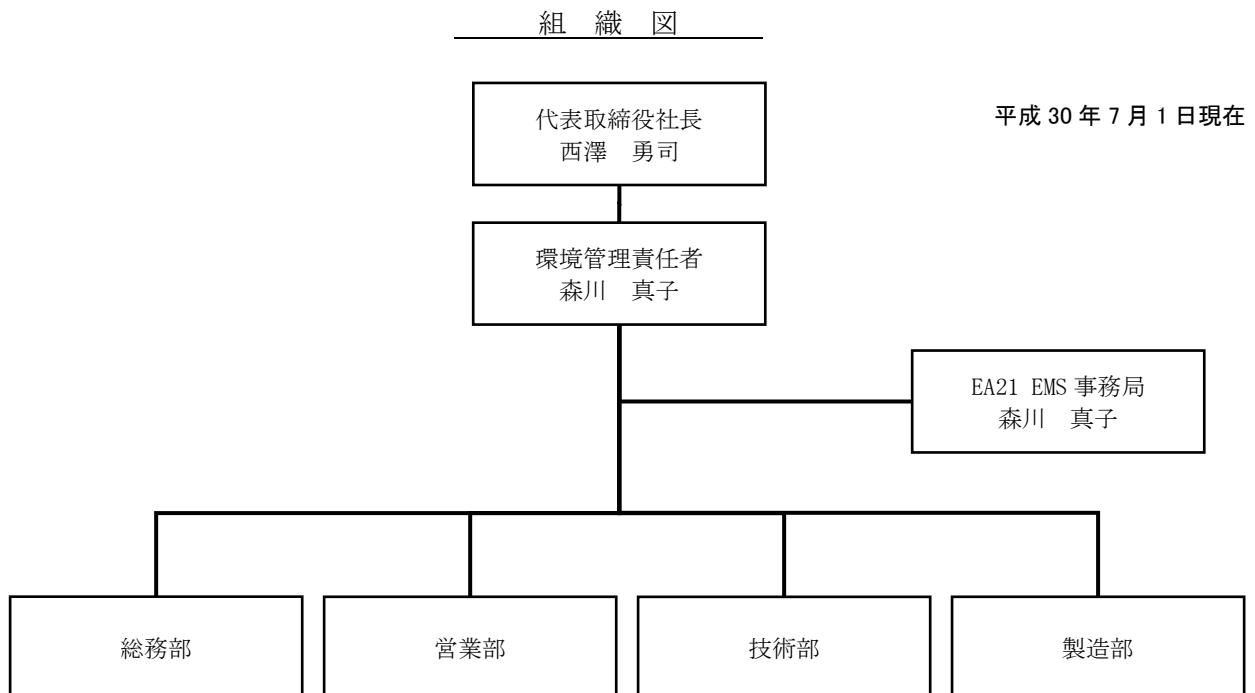 組　織　図
平成 30 年 7 月 1 日現在
代表取締役社長
西澤　勇司
環境管理責任者
森川　真子
EA21 EMS 事務局
森川　真子
総務部
営業部
技術部
製造部